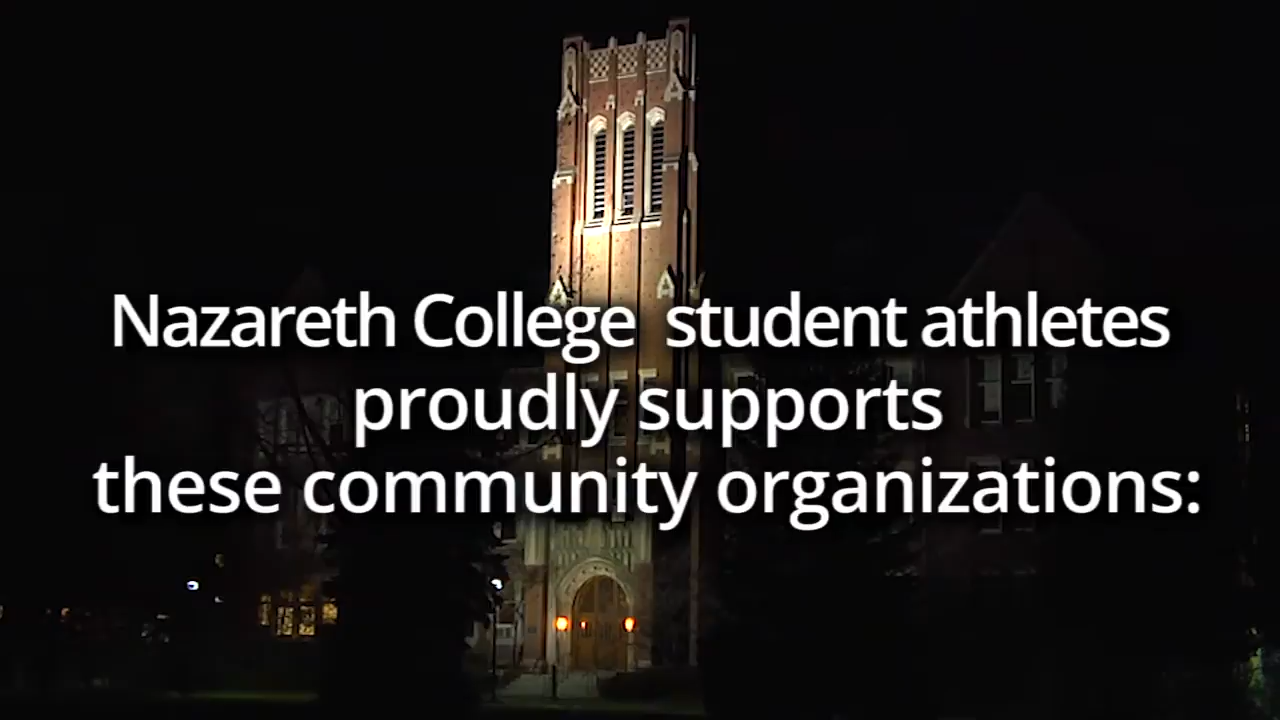 Nazareth College  student athletes
proudly supports
these community organizations: